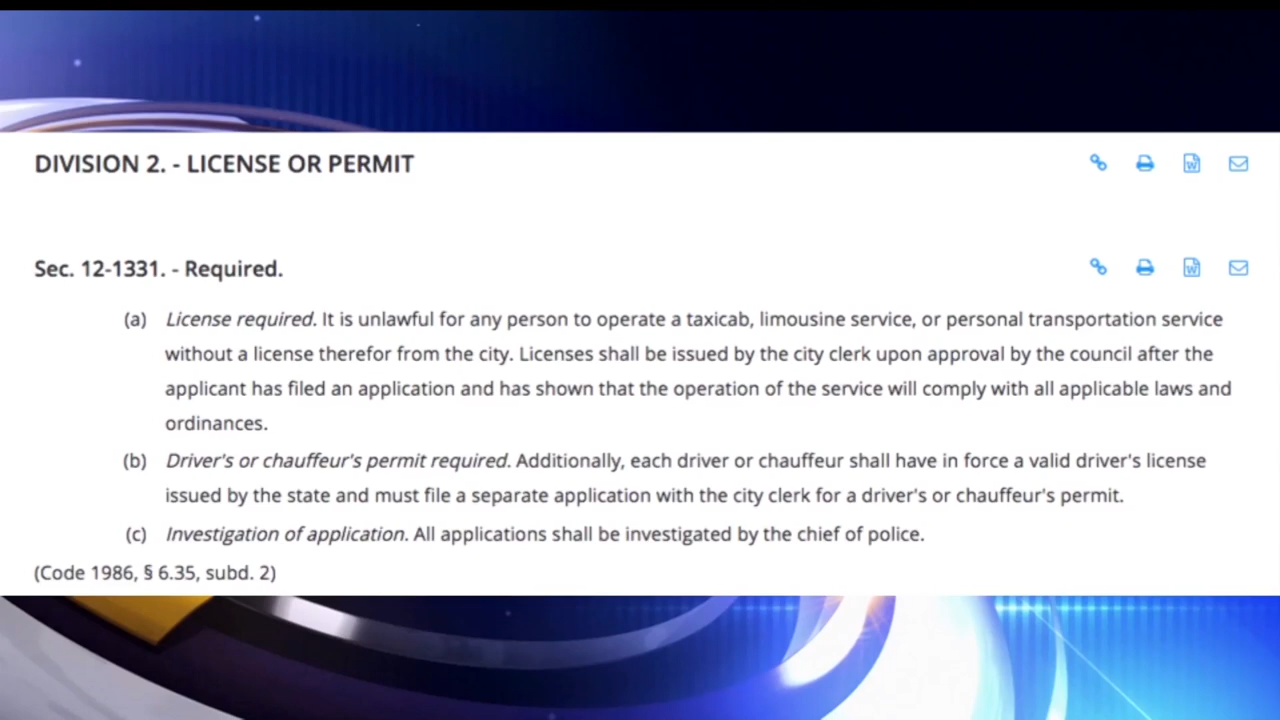 DIVISION 2. - LICENSE OR PERMIT
Sec. 12-1331. - Required.
(a) License required. It is unlawful for any person to operate a taxicab, limousine service, or personal transportation service
without a license therefor from the city. Licenses shall be issued by the city clerk upon approval by the council after the
applicant has filed an application and has shown that the operation of the service will comply with all applicable laws and
ordinances.
(b) Driver's or chauffeur's permit required. Additionally, each driver or chauffeur shall have in force a valid driver's license
issued by the state and must file a separate application with the city clerk for a driver's or chauffeur's permit.
(c) Investigation of application. All applications shall be investigated by the chief of police.
(Code 1986, § 6.35, subd. 2)